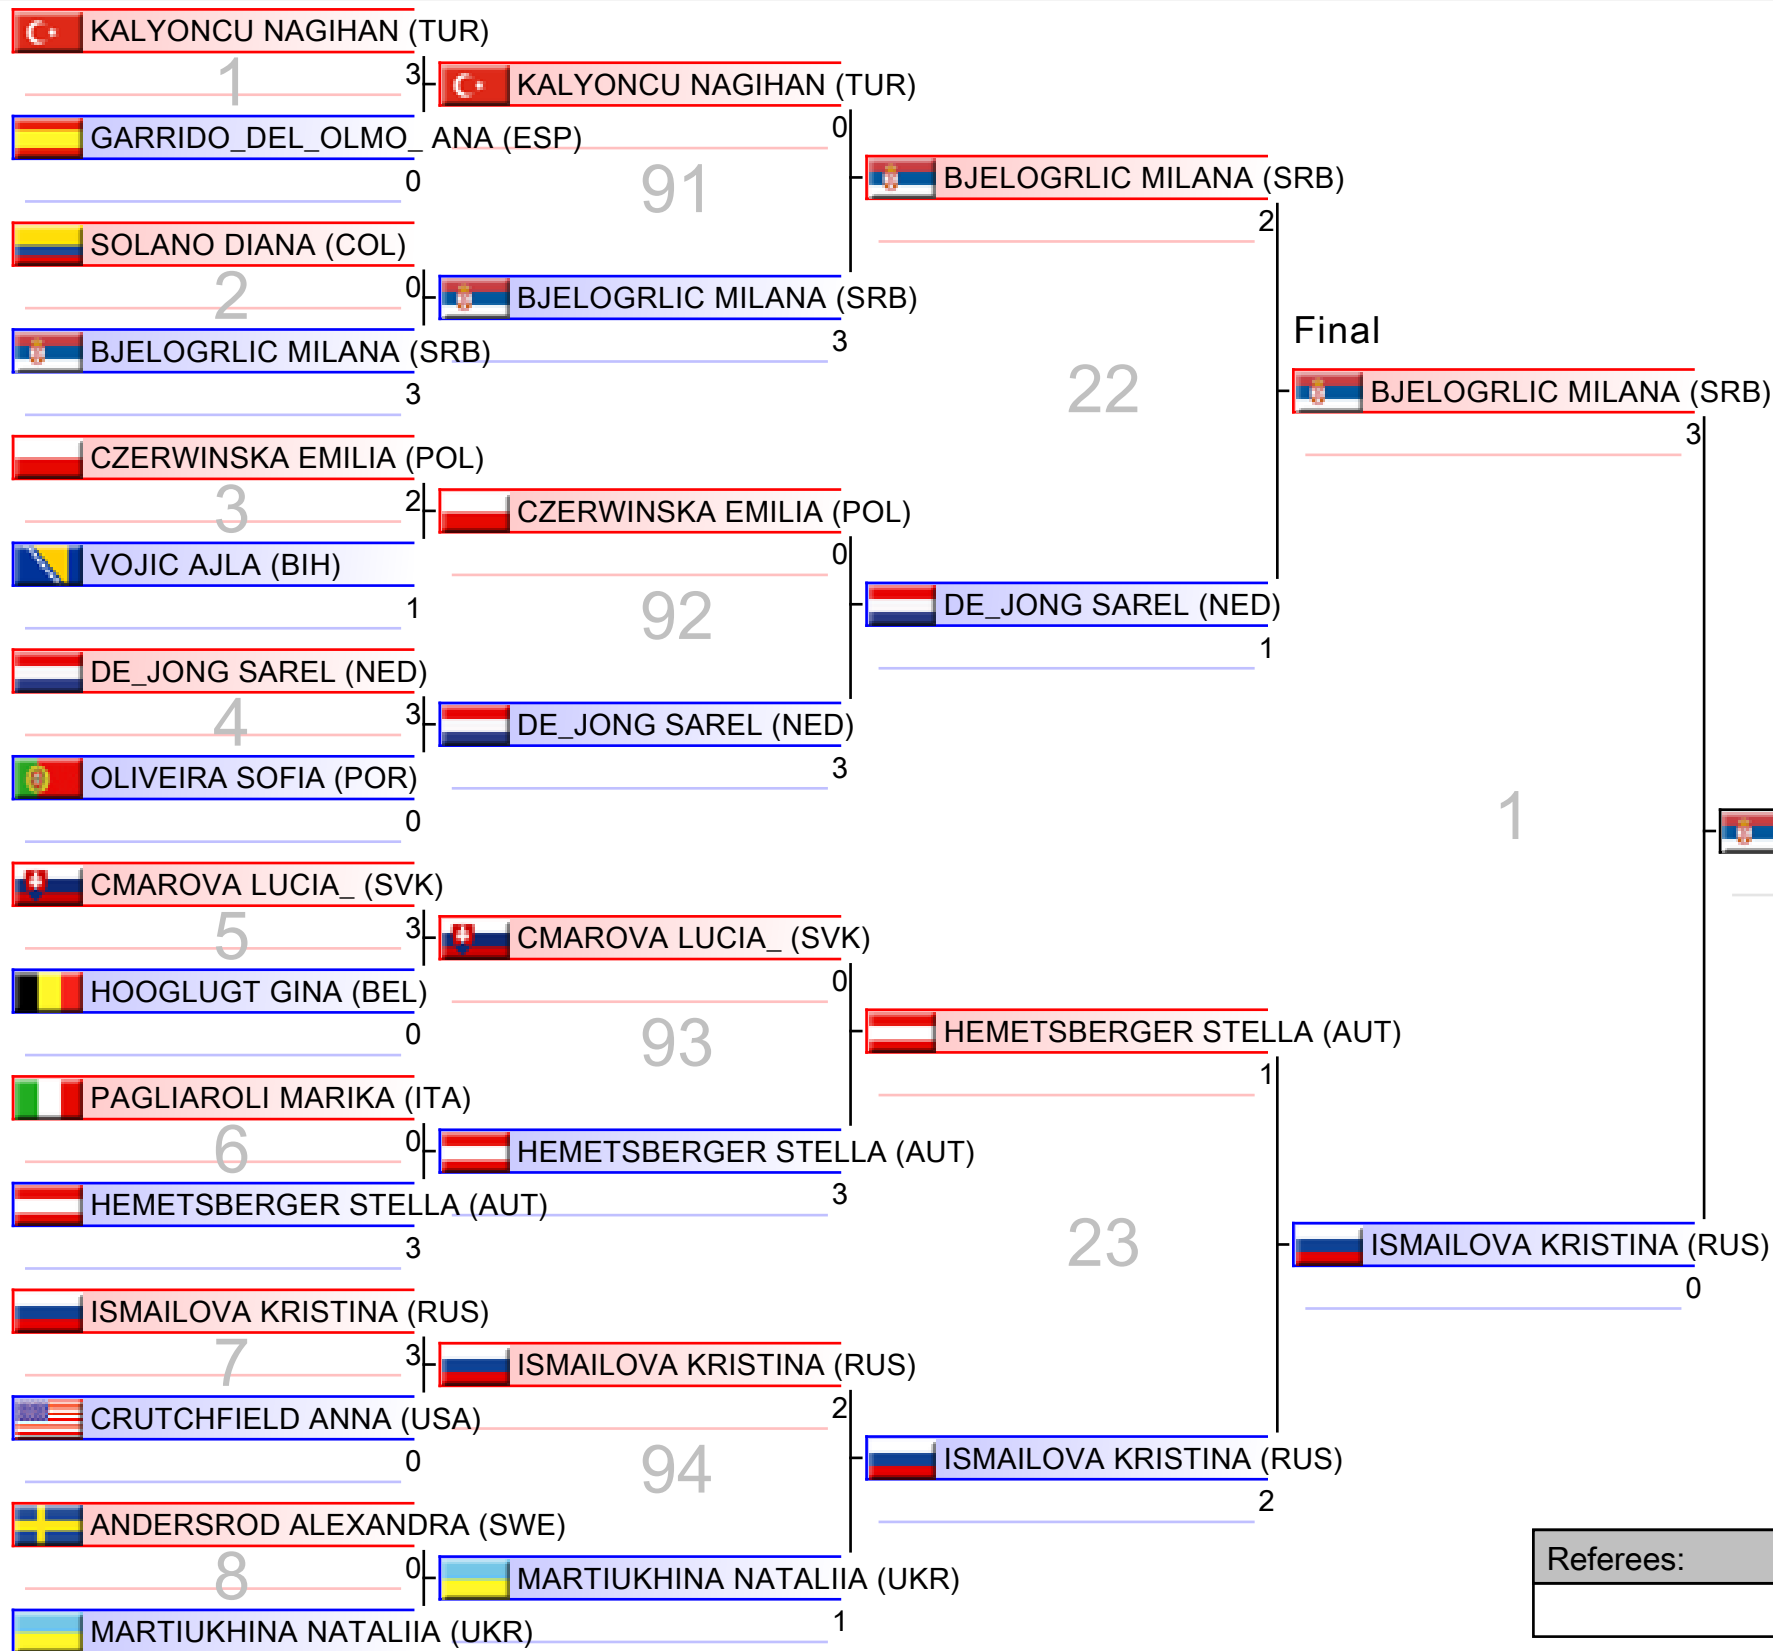 KALYONCU NAGIHAN (TUR)
1
3
GARRIDO_DEL_OLMO_ ANA (ESP)
0
SOLANO DIANA (COL)
2
0
BJELOGRLIC MILANA (SRB)
3
CZERWINSKA EMILIA (POL)
3
2
VOJIC AJLA (BIH)
1
DE_JONG SAREL (NED)
4
3
OLIVEIRA SOFIA (POR)
0
CMAROVA LUCIA_ (SVK)
5
3
HOOGLUGT GINA (BEL)
0
PAGLIAROLI MARIKA (ITA)
6
0
HEMETSBERGER STELLA (AUT)
3
ISMAILOVA KRISTINA (RUS)
7
3
CRUTCHFIELD ANNA (USA)
0
ANDERSROD ALEXANDRA (SWE)
8
0
MARTIUKHINA NATALIIA (UKR)
KALYONCU NAGIHAN (TUR)
0
91
BJELOGRLIC MILANA (SRB)
3
CZERWINSKA EMILIA (POL)
0
92
DE_JONG SAREL (NED)
3
CMAROVA LUCIA_ (SVK)
0
93
HEMETSBERGER STELLA (AUT)
3
ISMAILOVA KRISTINA (RUS)
2
94
MARTIUKHINA NATALIIA (UKR)
1
BJELOGRLIC MILANA (SRB)
2
22
DE_JONG SAREL (NED)
1
HEMETSBERGER STELLA (AUT)
1
23
ISMAILOVA KRISTINA (RUS)
2
Final
BJELOGRLIC MILANA (SRB)
3
1
ISMAILOVA KRISTINA (RUS)
0
Referees: